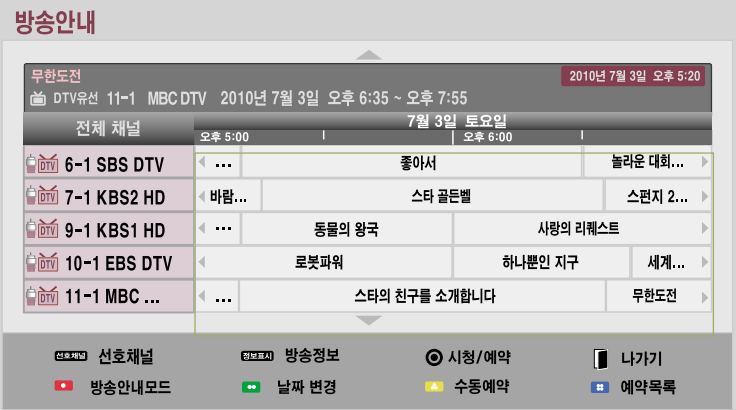 방송안내
무한도전 2010년 7월 3일 오후 5:20
DTV유선 11-1 MBC DTV 2010년 7월 3일 오후 6:35 ~ 오후 7:55
전체 채널 7월 3일 토요일
오후 5:00 오후 6:00
DTV 6-1 SBS DTV ... 좋아서 놀라운 대회...
DTV 7-1 KBS2 HD 바람... 스타 골든벨 스펀지 2...
DTV 9-1 KBS1 HD ... 동물의 왕국 사랑의 리퀘스트
DTV 10-1 EBS DTV 로봇파워 하나뿐인 지구 세계...
DTV 11-1 MBC ... ... 스타의 친구를 소개합니다 무한도전
선호채널 선호채널 정보표시 방송정보 시청/예약 나가기
방송안내모드 날짜 변경 수동예약 예약목록